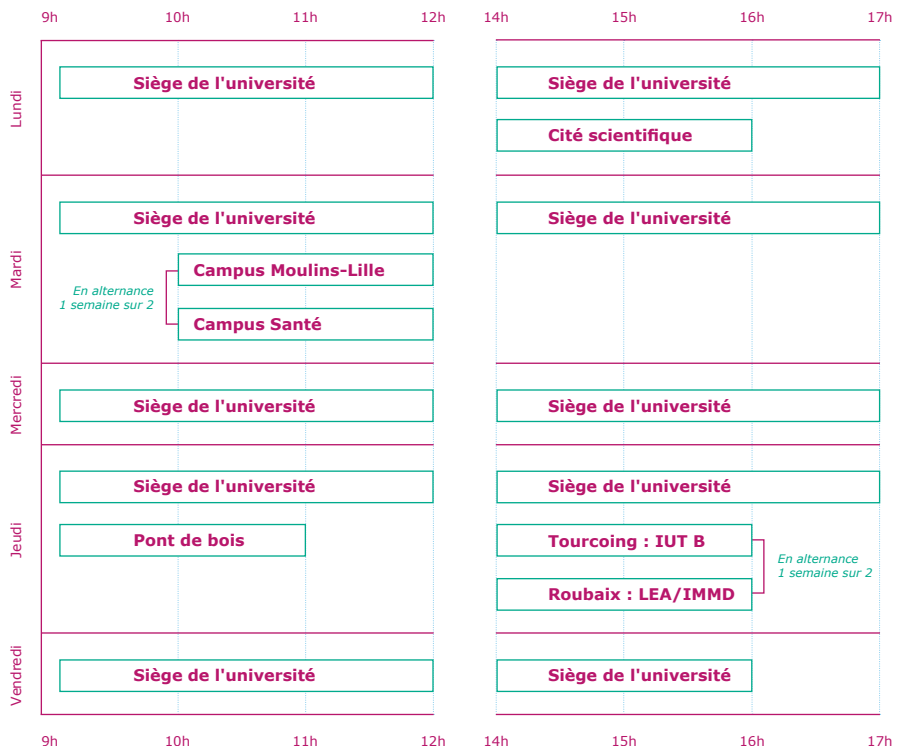 9h 10h 11h 12h 14h 15h 16h 17h
Lundi
Siège de l'université Siège de l'université
Cité scientifique
Mardi
Siège de l'université Siège de l'université
Campus Moulins-Lille
En alternance
1 semaine sur 2
Campus Santé
Mercredi
Siège de l'université Siège de l'université
Jeudi
Siège de l'université Siège de l'université
Pont de bois Tourcoing : IUT B
En alternance
1 semaine sur 2
Roubaix : LEA/IMMD
Vendredi
Siège de l'université Siège de l'université
9h 10h 11h 12h 14h 15h 16h 17h